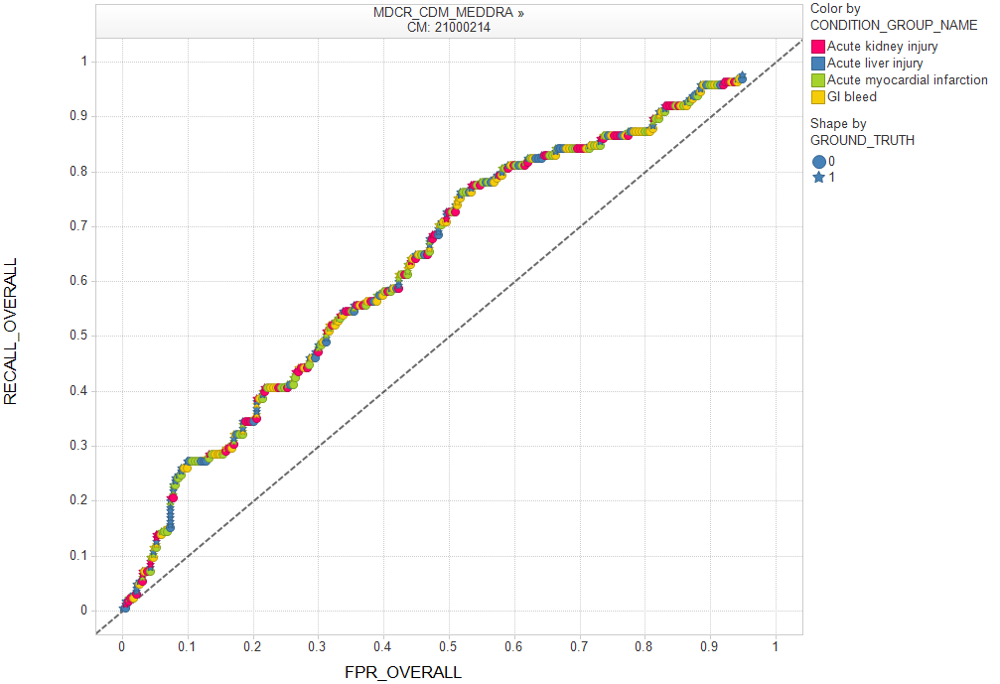 MDCR_CDM_MEDDRA »
CM: 21000214
Color by
CONDITION_GROUP_NAME
Acute kidney injury
Acute liver injury
Acute myocardial infarction
GI bleed
Shape by
GROUND_TRUTH
0
1
RECALL_OVERALL
1
0.9
0.8
0.7
0.6
0.5
0.4
0.3
0.2
0.1
0
0 0.1 0.2 0.3 0.4 0.5 0.6 0.7 0.8 0.9 1
FPR_OVERALL